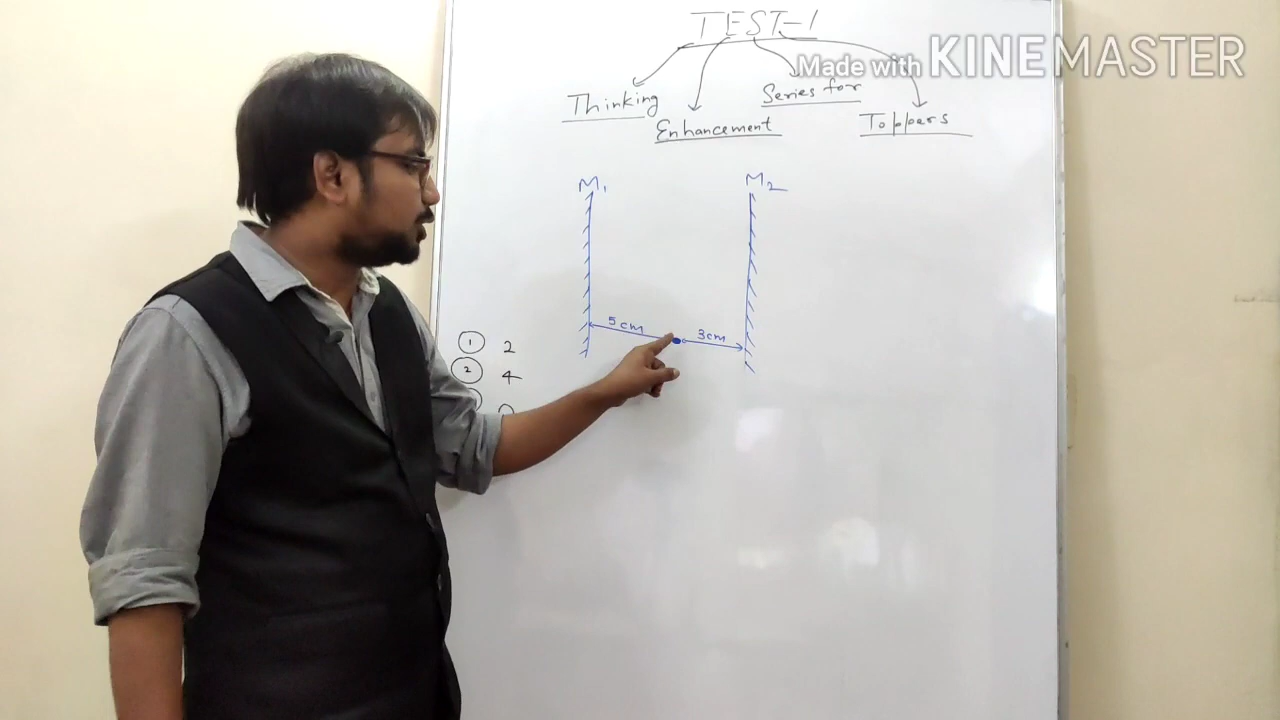 TEST-1
Made with KINEMASTER
Thinking
Enhancement
Series for
Toppers
M1
M2
5cm
3cm
1 2
2 4